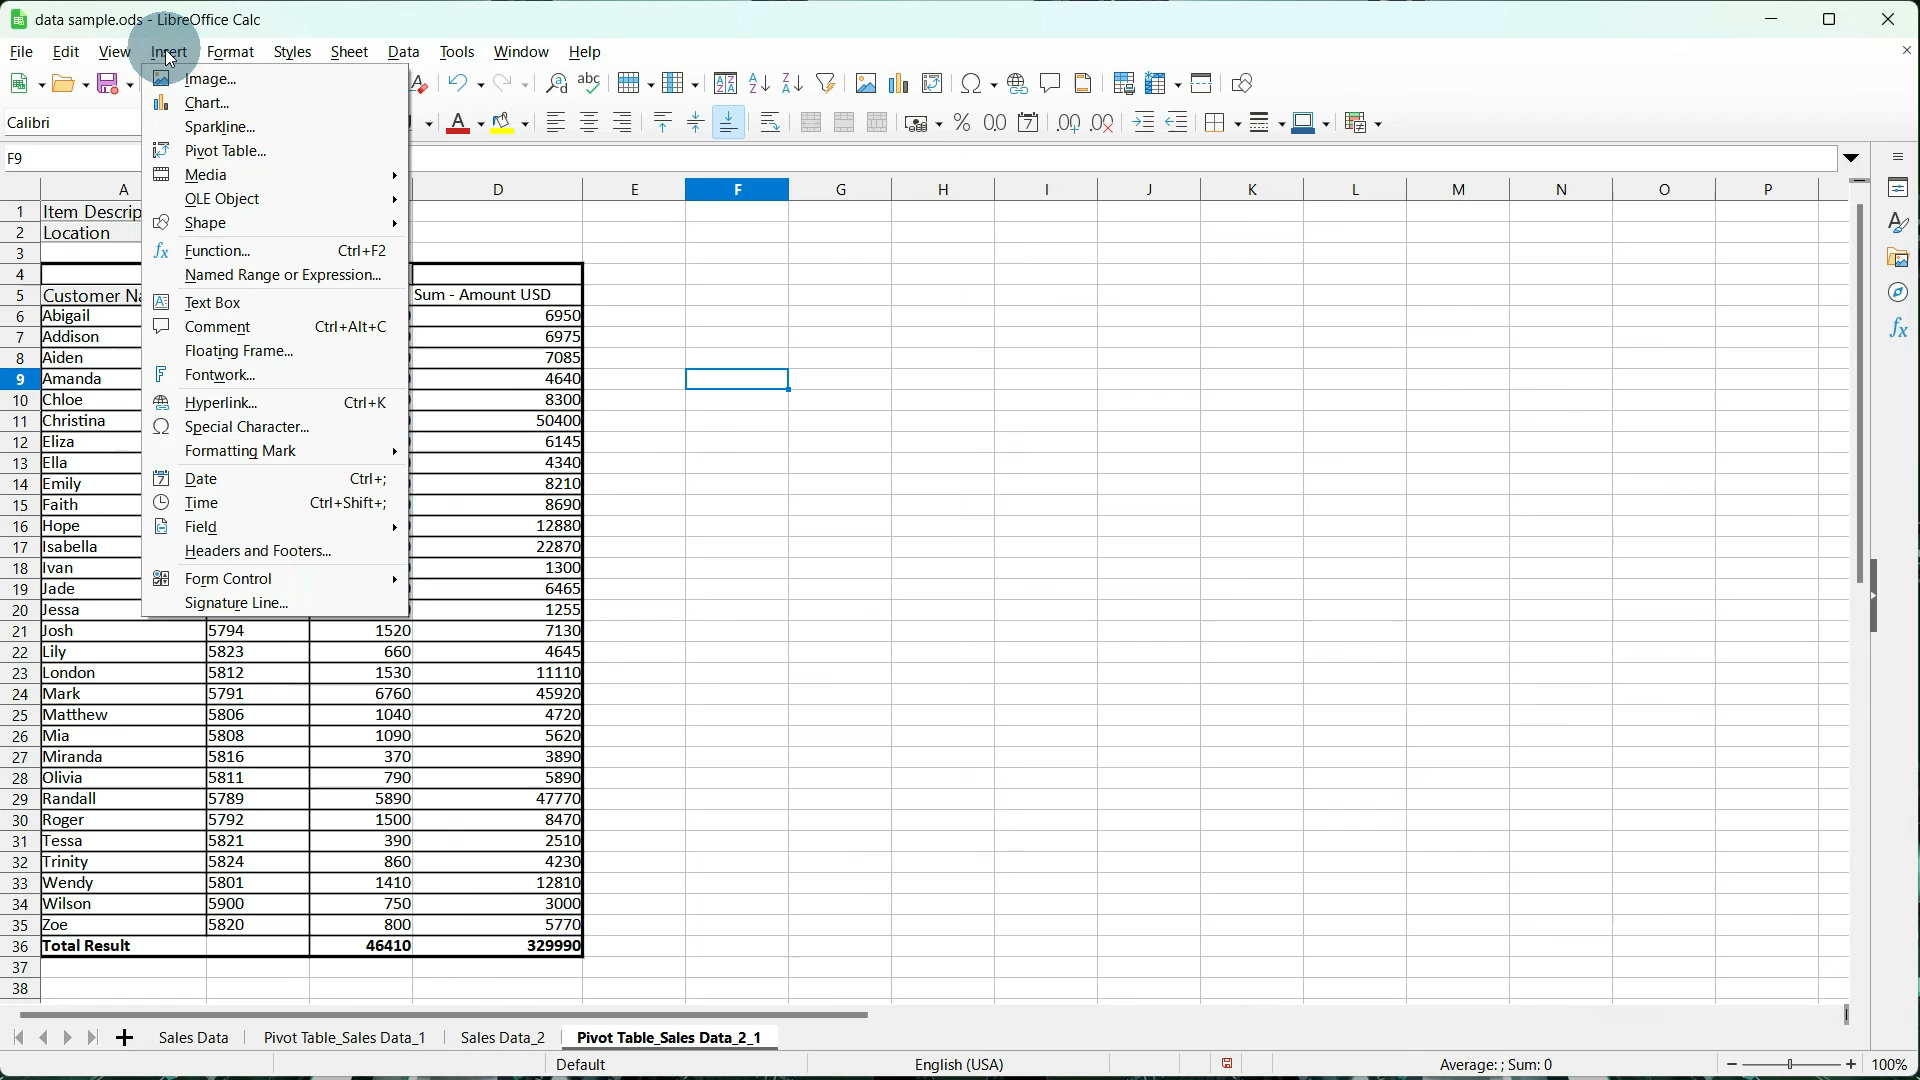 data sample.ods - LibreOffice Calc
File Edit View Insert Format Styles Sheet Data Tools Window Help
Calibri
F9
Image...
Chart...
Sparkline...
Pivot Table...
Media
OLE Object
Shape
Function... Ctrl+F2
Named Range or Expression...
Text Box
Comment Ctrl+Alt+C
Floating Frame...
Fontwork...
Hyperlink... Ctrl+K
Special Character...
Formatting Mark
Date Ctrl+;
Time Ctrl+Shift+;
Field
Headers and Footers...
Form Control
Signature Line...
A D E F G H I J K L M N O P
1 Item Descrip
2 Location
3
4
5 Customer Na Sum - Amount USD
6 Abigail 6950
7 Addison 6975
8 Aiden 7085
9 Amanda 4640
10 Chloe 8300
11 Christina 50400
12 Eliza 6145
13 Ella 4340
14 Emily 8210
15 Faith 8690
16 Hope 12880
17 Isabella 22870
18 Ivan 1300
19 Jade 6465
20 Jessa 1255
21 Josh 5794 1520 7130
22 Lily 5823 660 4645
23 London 5812 1530 11110
24 Mark 5791 6760 45920
25 Matthew 5806 1040 4720
26 Mia 5808 1090 5620
27 Miranda 5816 370 3890
28 Olivia 5811 790 5890
29 Randall 5789 5890 47770
30 Roger 5792 1500 8470
31 Tessa 5821 390 2510
32 Trinity 5824 860 4230
33 Wendy 5801 1410 12810
34 Wilson 5900 750 3000
35 Zoe 5820 800 5770
36 Total Result 46410 329990
37
38
Sales Data Pivot Table_Sales Data_1 Sales Data_2 Pivot Table_Sales Data_2_1
Default English (USA) Average: ; Sum: 0 100%